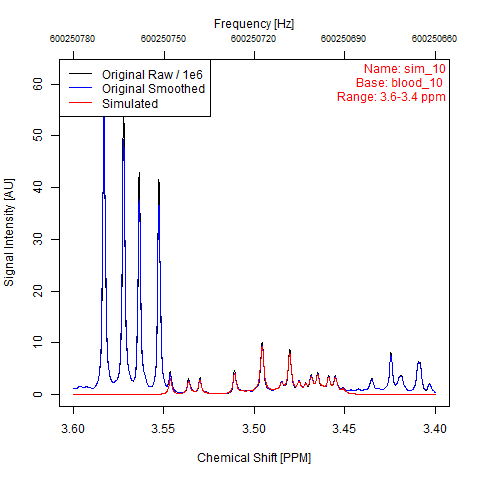 Frequency [Hz]
600250780 600250750 600250720 600250690 600250660
Original Raw / 1e6
Original Smoothed
Simulated
Name: sim_10
Base: blood_10
Range: 3.6-3.4 ppm
Signal Intensity [AU]
60
50
40
30
20
10
0
3.60 3.55 3.50 3.45 3.40
Chemical Shift [PPM]